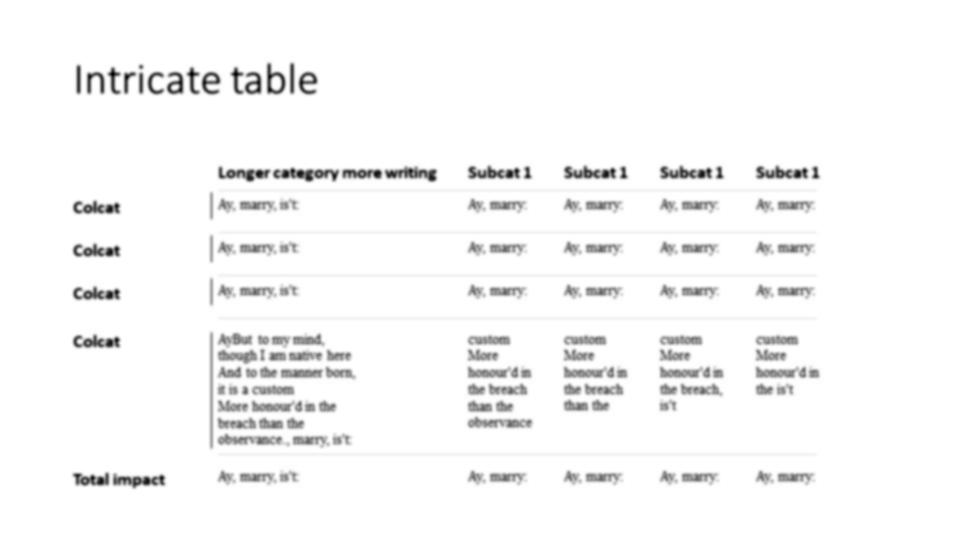 Intricate table
Longer category more writing Subcat 1 Subcat 1 Subcat 1 Subcat 1
Colcat Ay, marry, is't: Ay, marry: Ay, marry: Ay, marry: Ay, marry:
Colcat Ay, marry, is't: Ay, marry: Ay, marry: Ay, marry: Ay, marry:
Colcat Ay, marry, is't: Ay, marry: Ay, marry: Ay, marry: Ay, marry:
Colcat AyBut to my mind, custom custom custom custom
though I am native here More More More More
And to the manner born, honour'd in honour'd in honour'd in honour'd in
it is a custom the breach the breach the breach, the is't
More honour'd in the than the than the is't
breach than the observance
observance., marry, is't:
Total impact Ay, marry, is't: Ay, marry: Ay, marry: Ay, marry: Ay, marry: